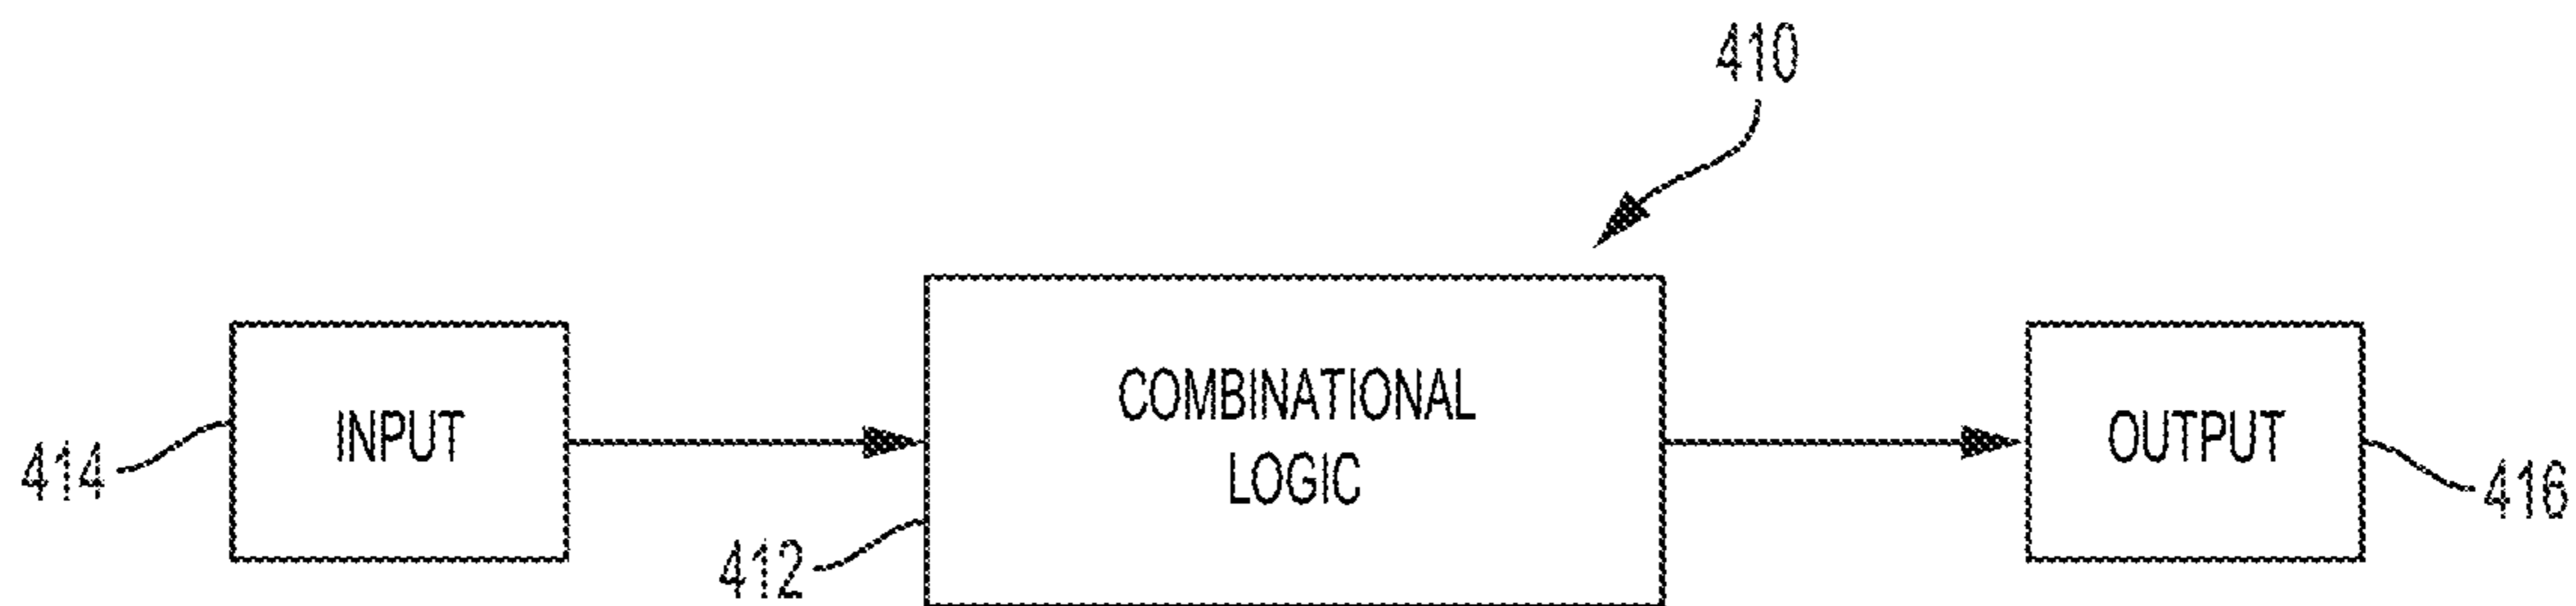 410
INPUT
414
COMBINATIONAL
LOGIC
412
OUTPUT
416